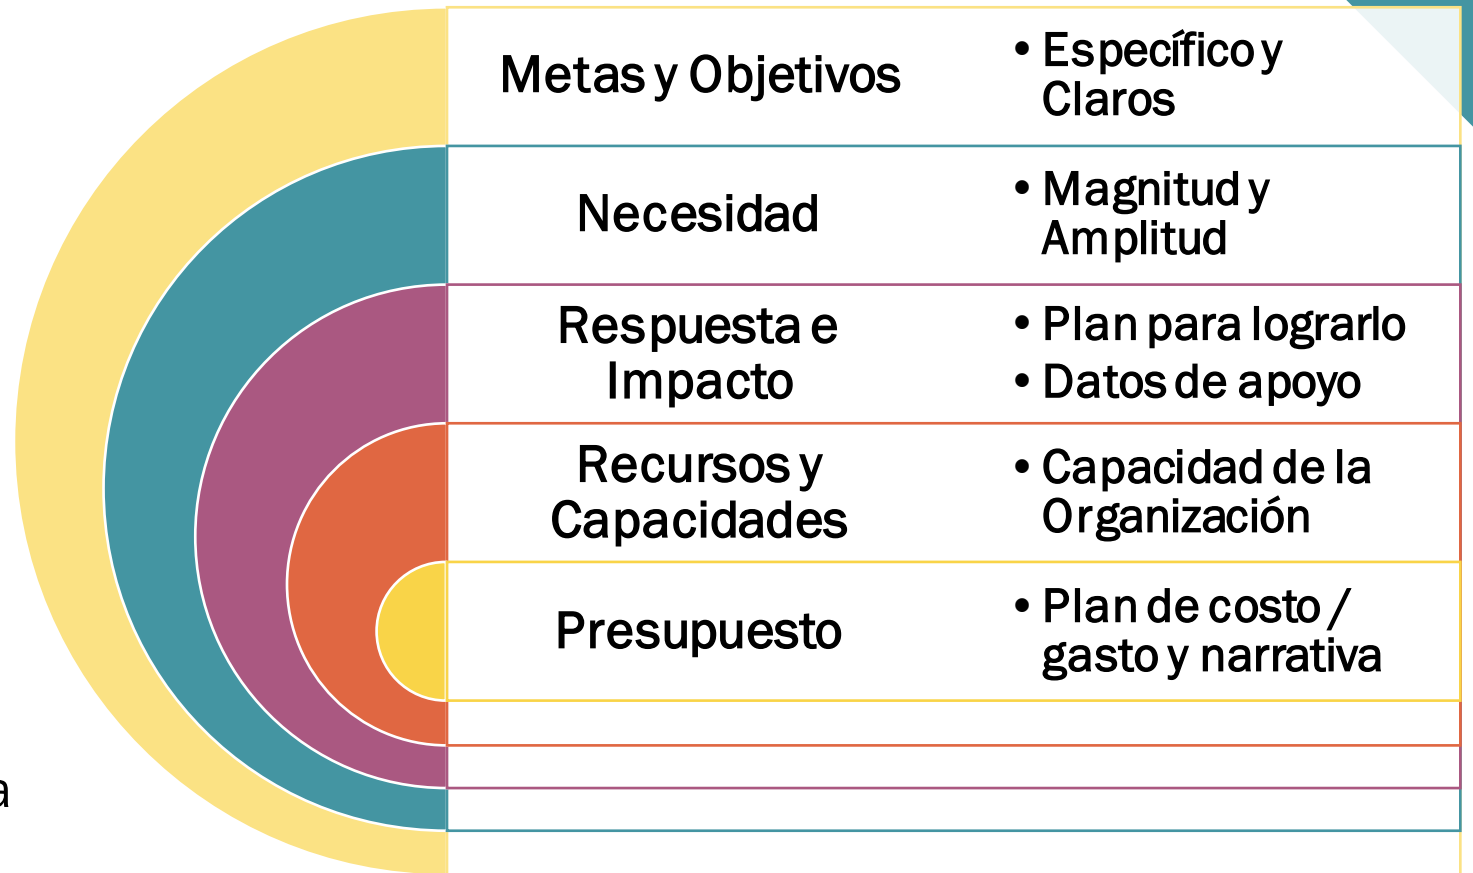 Metas y Objetivos
• Específico y
Claros
Necesidad
• Magnitud y
Amplitud
Respuesta e
Impacto
• Plan para lograrlo
• Datos de apoyo
Recursos y
Capacidades
• Capacidad de la
Organización
Presupuesto
• Plan de costo /
gasto y narrativa
a